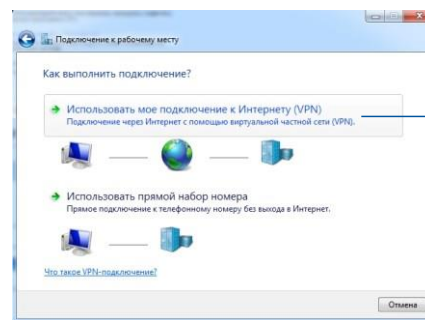 Подключение к рабочему месту
Как выполнить подключение?
Использовать мое подключение к Интернету (VPN)
Подключение через Интернет с помощью виртуальной частной сети (VPN).
Использовать прямой набор номера
Прямое подключение к телефонному номеру без выхода в Интернет.
Что такое VPN-подключение?
Отмена